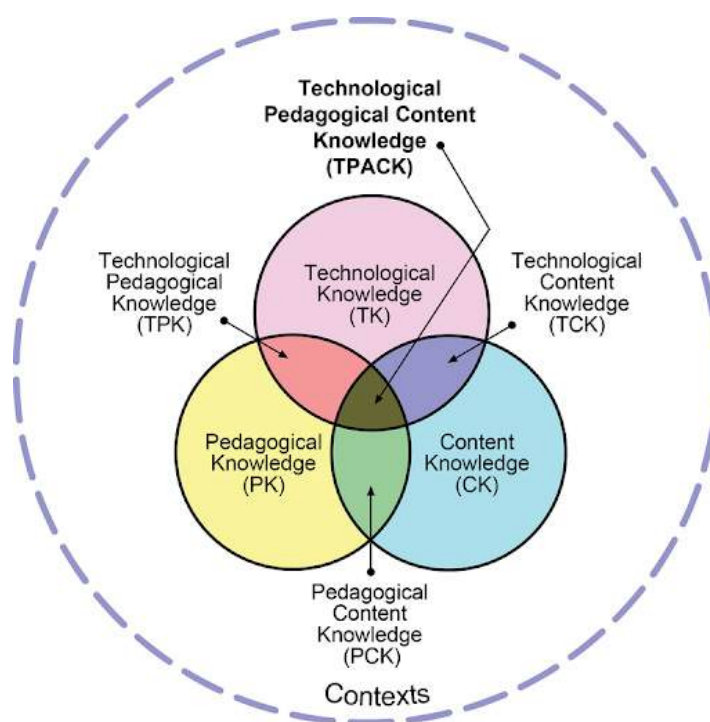 Technological
Pedagogical Content
Knowledge
(TPACK)
Technological
Pedagogical
Knowledge
(TPK)
Technological
Knowledge
(TK)
Technological
Content
Knowledge
(TCK)
Pedagogical
Knowledge
(PK)
Content
Knowledge
(CK)
Pedagogical
Content
Knowledge
(PCK)
Contexts